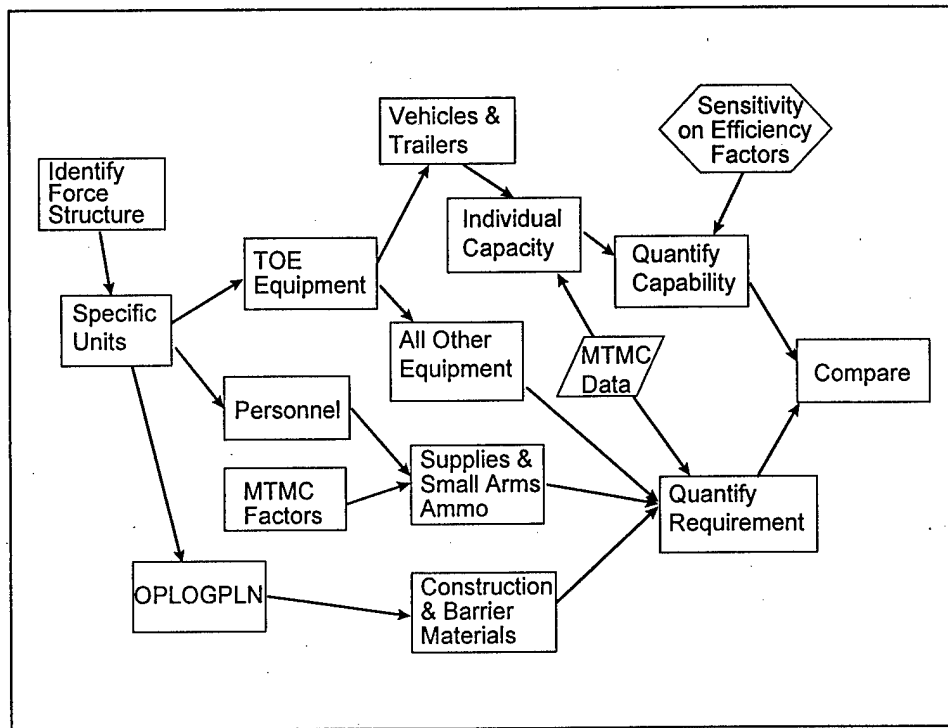 Identify
Force
Structure
Specific
Units
TOE
Equipment
Vehicles &
Trailers
All Other
Equipment
Individual
Capacity
Sensitivity
on Efficiency
Factors
Quantify
Capability
MTMC
Data
Compare
Personnel
MTMC
Factors
Supplies &
Small Arms
Ammo
Quantify
Requirement
OPLOGPLN
Construction
& Barrier
Materials